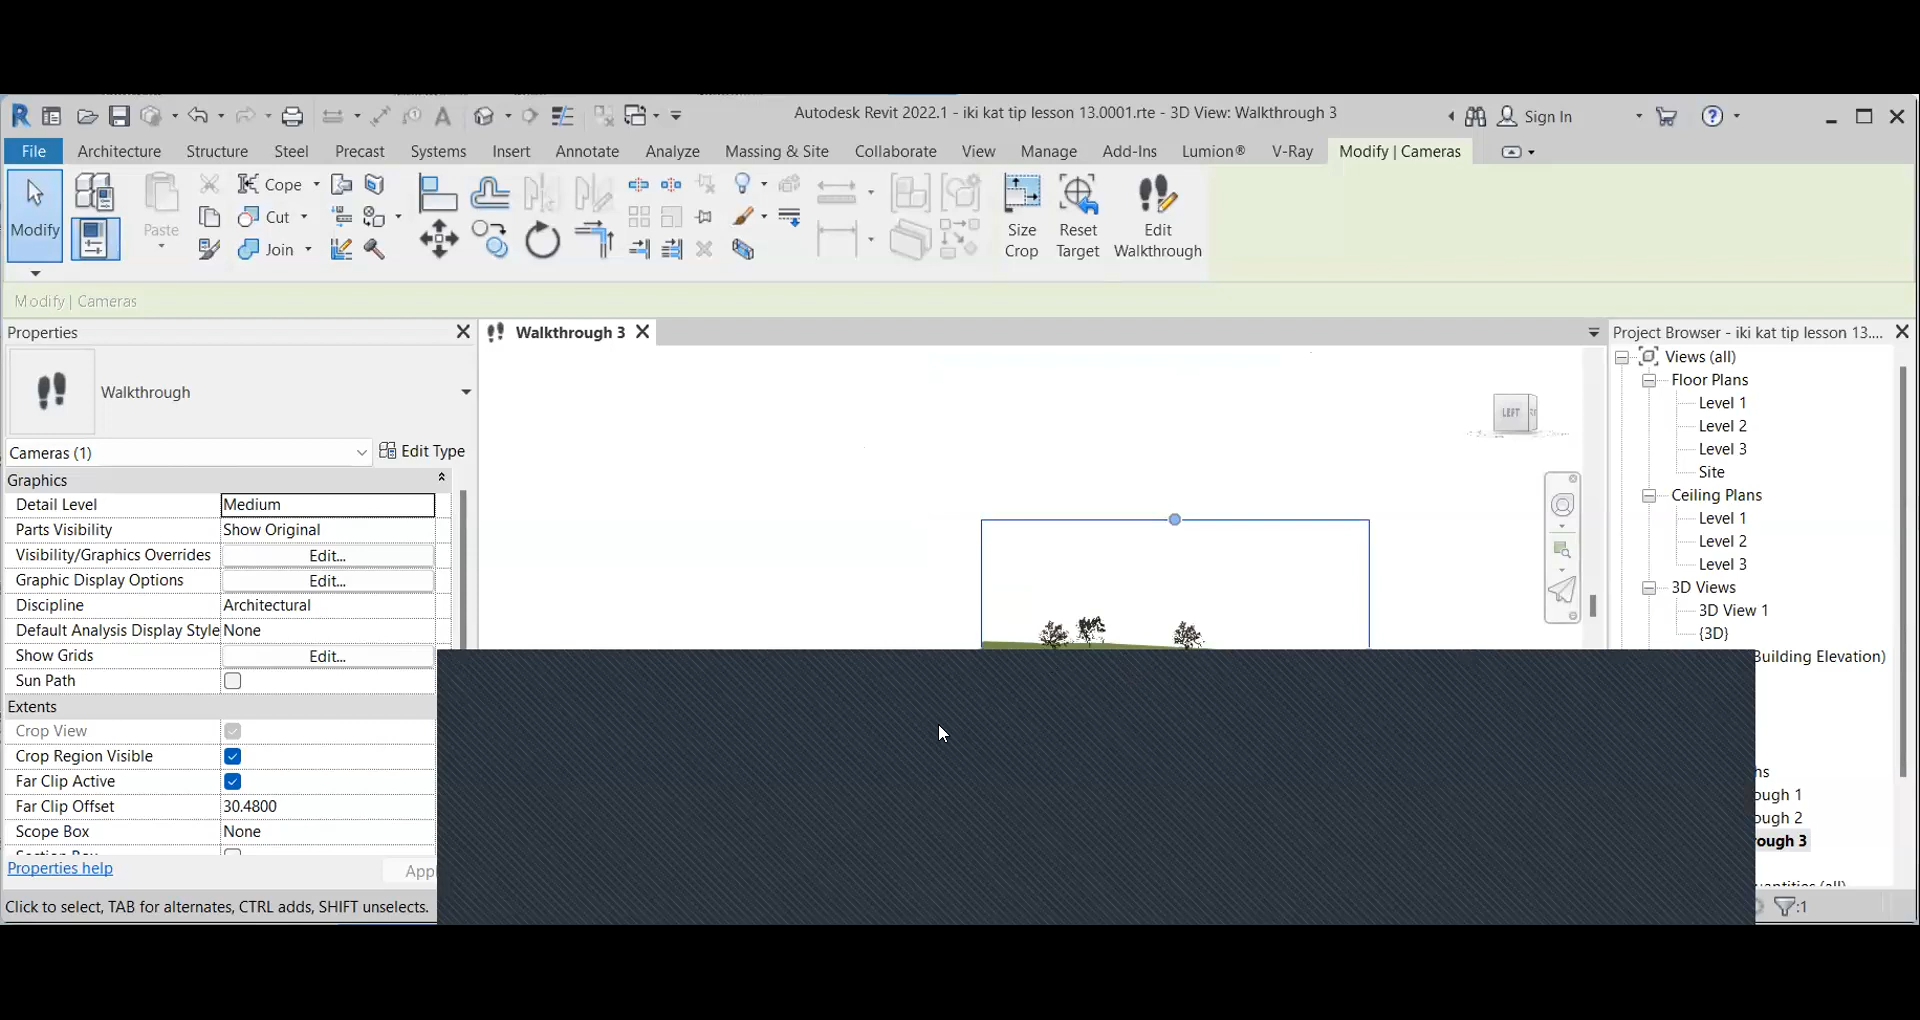 Autodesk Revit 2022.1 - iki kat tip lesson 13.0001.rte - 3D View: Walkthrough 3
Sign In
File Architecture Structure Steel Precast Systems Insert Annotate Analyze Massing & Site Collaborate View Manage Add-Ins Lumion® V-Ray Modify | Cameras
Modify
Paste
Cope
Cut
Join
Size Crop
Reset Target
Edit Walkthrough
Modify | Cameras
Properties
Walkthrough
Cameras (1)
Edit Type
Graphics
Detail Level Medium
Parts Visibility Show Original
Visibility/Graphics Overrides Edit...
Graphic Display Options Edit...
Discipline Architectural
Default Analysis Display Style None
Show Grids Edit...
Sun Path
Extents
Crop View
Crop Region Visible
Far Clip Active
Far Clip Offset 30.4800
Scope Box None
Properties help
Appl
Click to select, TAB for alternates, CTRL adds, SHIFT unselects.
Walkthrough 3
LEFT
Project Browser - iki kat tip lesson 13....
Views (all)
Floor Plans
Level 1
Level 2
Level 3
Site
Ceiling Plans
Level 1
Level 2
Level 3
3D Views
3D View 1
{3D}
Building Elevation)
ns
ough 1
ough 2
ough 3
:1